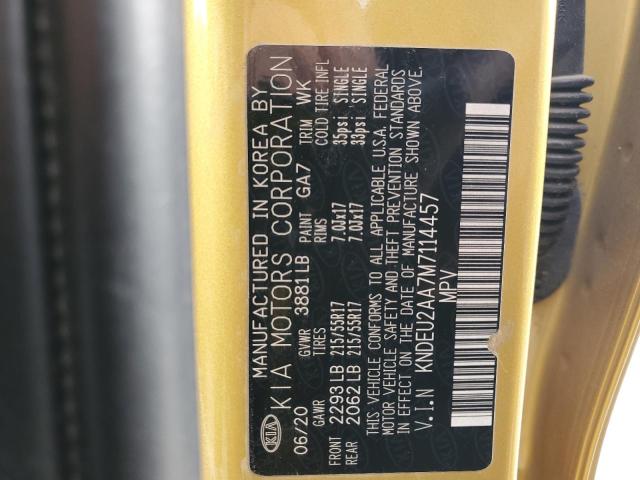 MANUFACTURED IN KOREA BY
KIA KIA MOTORS CORPORATION
06/20 GVWR 3881LB PAINT GA7 TRIM WK
GAWR TIRES RIMS COLD TIRE INFL
FRONT 2293LB 215/55R17 7.0Jx17 35psi SINGLE
REAR 2062LB 215/55R17 7.0Jx17 33psi SINGLE
THIS VEHICLE CONFORMS TO ALL APPLICABLE U.S.A. FEDERAL
MOTOR VEHICLE SAFETY AND THEFT PREVENTION STANDARDS
IN EFFECT ON THE DATE OF MANUFACTURE SHOWN ABOVE.
V.I.N KNDEU2AA7M7114457
MPV